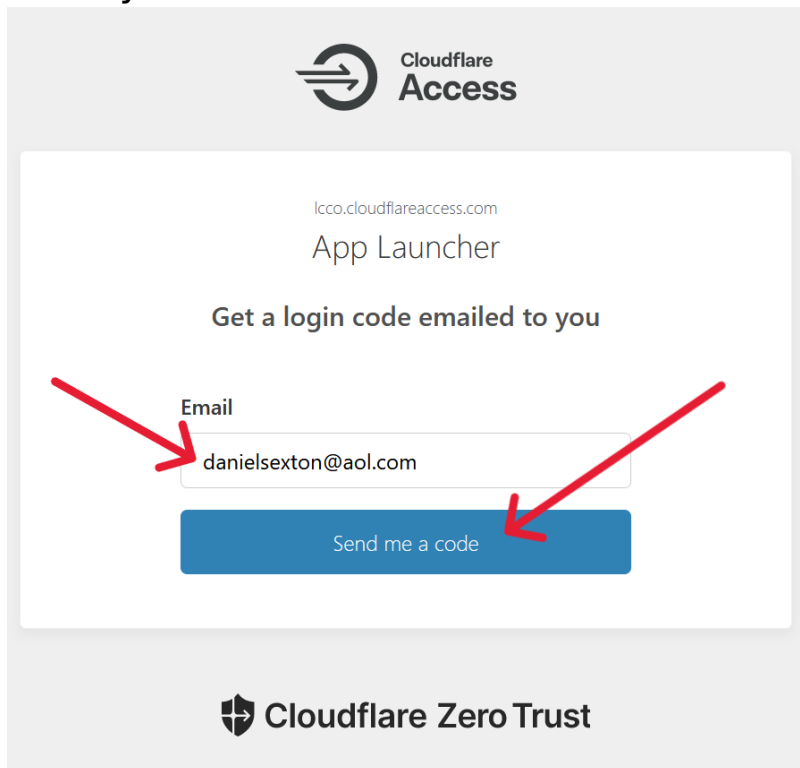 Cloudflare
Access
lcco.cloudflareaccess.com
App Launcher
Get a login code emailed to you
Email
danielsexton@aol.com
Send me a code
Cloudflare Zero Trust